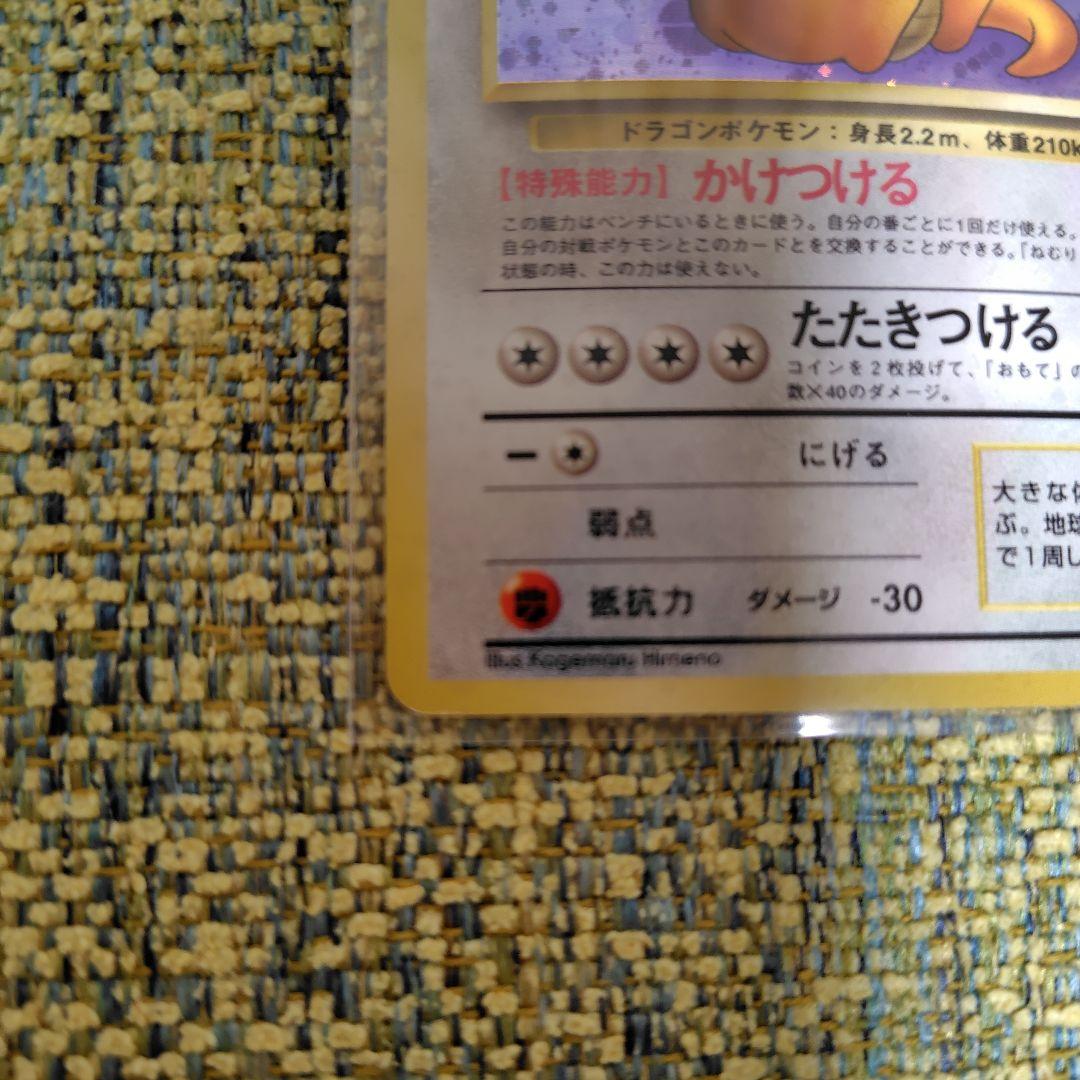 ドラゴンポケモン：身長2.2m、体重210k
【特殊能力】かけつける
この能力はベンチにいるときに使う。自分の番ごとに1回だけ使える。
自分の対戦ポケモンとこのカードとを交換することができる。「ねむり
状態の時、この力は使えない。
たたきつける
コインを2枚投げて、「おもて」の
数×40のダメージ。
にげる
弱点
抵抗力 ダメージ -30
大きな体
ぶ。地球
で1周し
Illus. Kagemaru Himeno